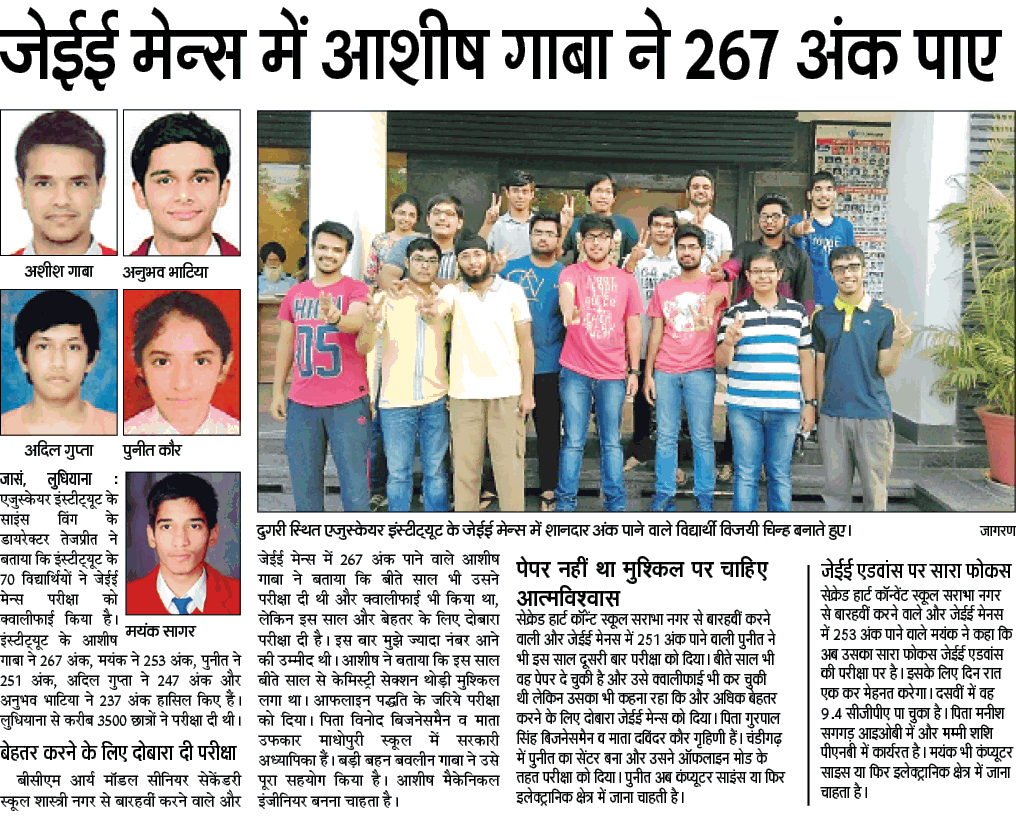 जेईई मेन्स में आशीष गाबा ने 267 अंक पाए
अशीश गाबा
अनुभव भाटिया
अदिल गुप्ता
पुनीत कौर
जासं, लुधियाना :
एजुस्केयर इंस्टीट्यूट के
साइंस विंग के
डायरेक्टर तेजप्रीत ने
बताया कि इंस्टीट्यूट के
70 विद्यार्थियों ने जेईई
मेन्स परीक्षा को
क्वालीफाई किया है।
इंस्टीट्यूट के आशीष
मयंक सागर
गाबा ने 267 अंक, मयंक ने 253 अंक, पुनीत ने
251 अंक, अदिल गुप्ता ने 247 अंक और
अनुभव भाटिया ने 237 अंक हासिल किए हैं।
लुधियाना से करीब 3500 छात्रों ने परीक्षा दी थी।
बेहतर करने के लिए दोबारा दी परीक्षा
बीसीएम आर्य मॉडल सीनियर सेकेंडरी
स्कूल शास्त्री नगर से बारहवीं करने वाले और
दुगरी स्थित एजुस्केयर इंस्टीट्यूट के जेईई मेन्स में शानदार अंक पाने वाले विद्यार्थी विजयी चिन्ह बनाते हुए।
जागरण
जेईई मेन्स में 267 अंक पाने वाले आशीष
गाबा ने बताया कि बीते साल भी उसने
परीक्षा दी थी और क्वालीफाई भी किया था,
लेकिन इस साल और बेहतर के लिए दोबारा
परीक्षा दी है। इस बार मुझे ज्यादा नंबर आने
की उम्मीद थी। आशीष ने बताया कि इस साल
बीते साल से केमिस्ट्री सेक्शन थोड़ी मुश्किल
लगा था। आफलाइन पद्धति के जरिये परीक्षा
को दिया। पिता विनोद बिजनेसमैन व माता
उफकार माधोपुरी स्कूल में सरकारी
अध्यापिका हैं। बड़ी बहन बवलीन गाबा ने उसे
पूरा सहयोग किया है। आशीष मैकेनिकल
इंजीनियर बनना चाहता है।
पेपर नहीं था मुश्किल पर चाहिए
आत्मविश्वास
सेक्रेड हार्ट कॉन्वेंट स्कूल सराभा नगर से बारहवीं करने
वाली और जेईई मेनस में 251 अंक पाने वाली पुनीत ने
भी इस साल दूसरी बार परीक्षा को दिया। बीते साल भी
वह पेपर दे चुकी है और उसे क्वालीफाई भी कर चुकी
थी लेकिन उसका भी कहना रहा कि और अधिक बेहतर
करने के लिए दोबारा जेईई मेन्स को दिया। पिता गुरपाल
सिंह बिजनेसमैन व माता दविंदर कौर गृहिणी हैं। चंडीगढ़
में पुनीत का सेंटर बना और उसने ऑफलाइन मोड के
तहत परीक्षा को दिया। पुनीत अब कंप्यूटर साइंस या फिर
इलेक्ट्रानिक क्षेत्र में जाना चाहती है।
जेईई एडवांस पर सारा फोकस
सेक्रेड हार्ट कॉन्वेंट स्कूल सराभा नगर
से बारहवीं करने वाले और जेईई मेनस
में 253 अंक पाने वाले मयंक ने कहा कि
अब उसका सारा फोकस जेईई एडवांस
की परीक्षा पर है। इसके लिए दिन रात
एक कर मेहनत करेगा। दसवीं में वह
9.4 सीजीपीए पा चुका है। पिता मनीश
सगगड़ आइओबी में और मम्मी शशि
पीएनबी में कार्यरत है। मयंक भी कंप्यूटर
साइस या फिर इलेक्ट्रानिक क्षेत्र में जाना
चाहता है।